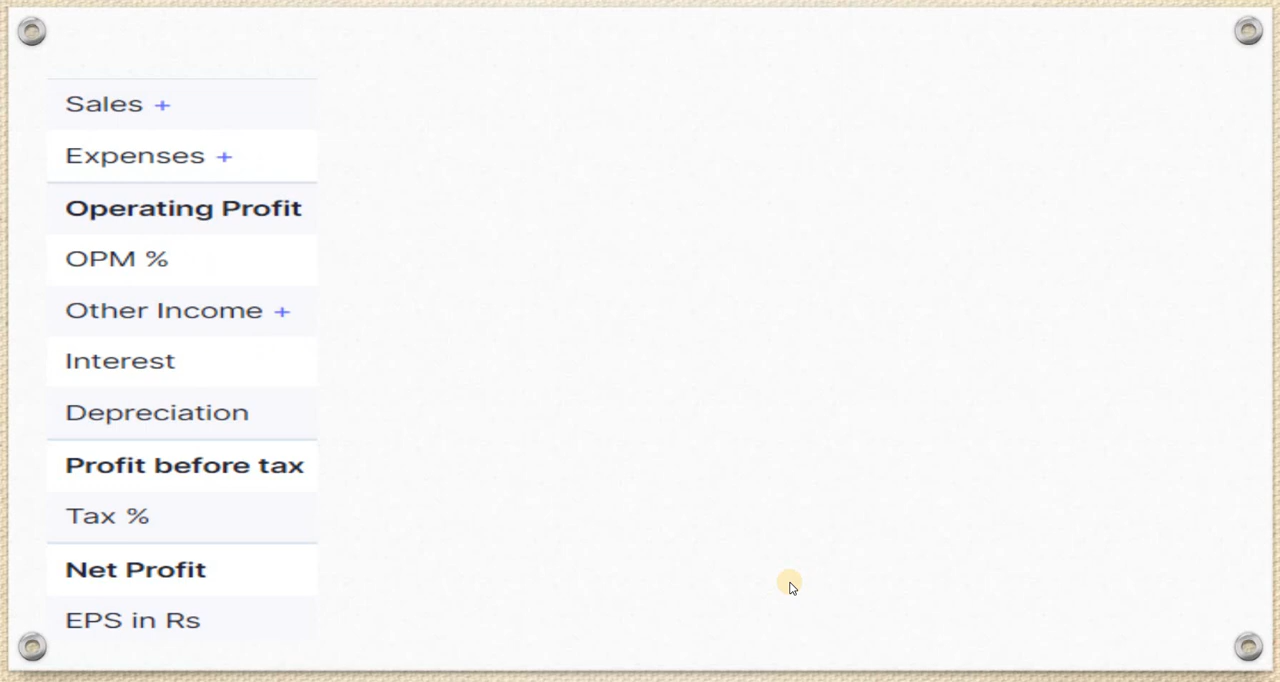 Sales +
Expenses +
Operating Profit
OPM %
Other Income +
Interest
Depreciation
Profit before tax
Tax %
Net Profit
EPS in Rs